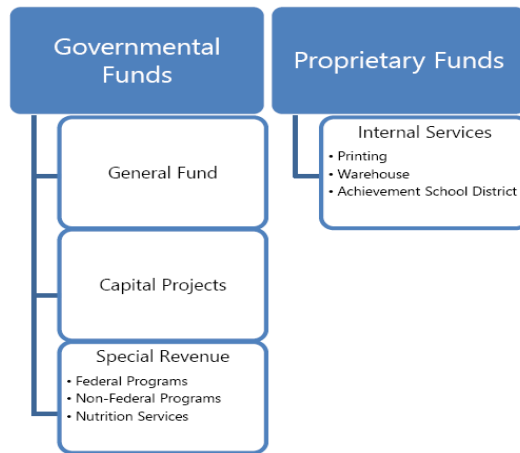 Governmental
Funds
General Fund
Capital Projects
Special Revenue
• Federal Programs
• Non-Federal Programs
• Nutrition Services
Proprietary Funds
Internal Services
• Printing
• Warehouse
• Achievement School District